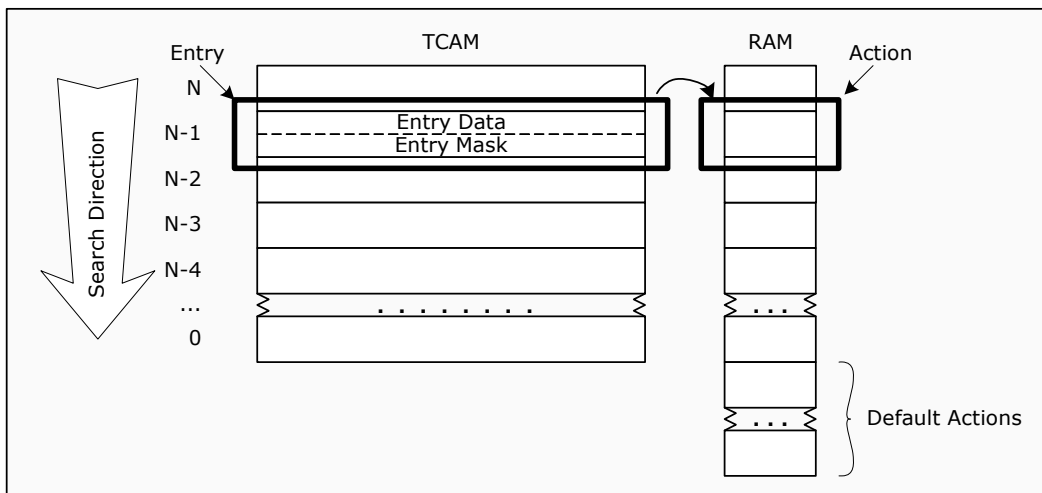 TCAM
RAM
Entry
Action
N
Entry Data
N-1
Entry Mask
N-2
N-3
N-4
...
. . . . . . . .
. . .
0
Search Direction
. . .
Default Actions